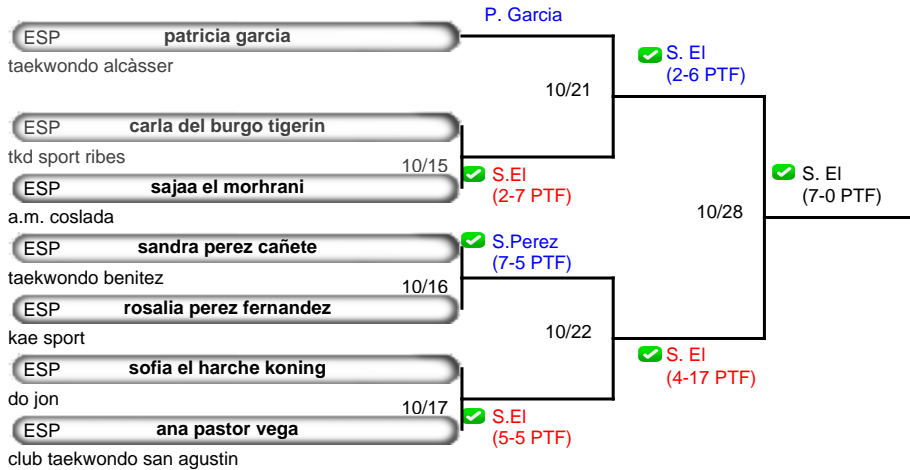 P. Garcia
ESP patricia garcia
taekwondo alcàsser
S. El
(2-6 PTF)
10/21
ESP carla del burgo tigerin
tkd sport ribes
10/15
ESP sajaa el morhrani
a.m. coslada
S.El
(2-7 PTF)
S. El
(7-0 PTF)
10/28
ESP sandra perez cañete
taekwondo benitez
S.Perez
(7-5 PTF)
10/16
ESP rosalia perez fernandez
kae sport
10/22
S. El
(4-17 PTF)
ESP sofia el harche koning
do jon
10/17
ESP ana pastor vega
club taekwondo san agustin
S.El
(5-5 PTF)